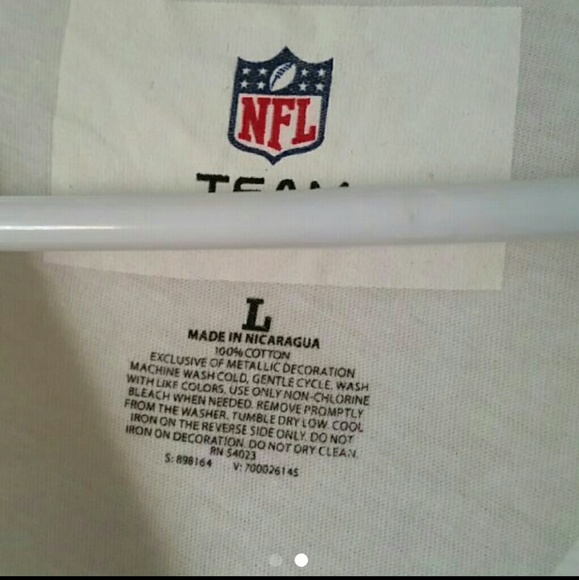 NFL
TEAM
L
MADE IN NICARAGUA
100% COTTON
EXCLUSIVE OF METALLIC DECORATION
MACHINE WASH COLD, GENTLE CYCLE. WASH
WITH LIKE COLORS, USE ONLY NON-CHLORINE
BLEACH WHEN NEEDED. REMOVE PROMPTLY
FROM THE WASHER. TUMBLE DRY LOW. COOL
IRON ON THE REVERSE SIDE ONLY. DO NOT
IRON ON DECORATION. DO NOT DRY CLEAN.
RN 54023
S: 898164 V: 700026145